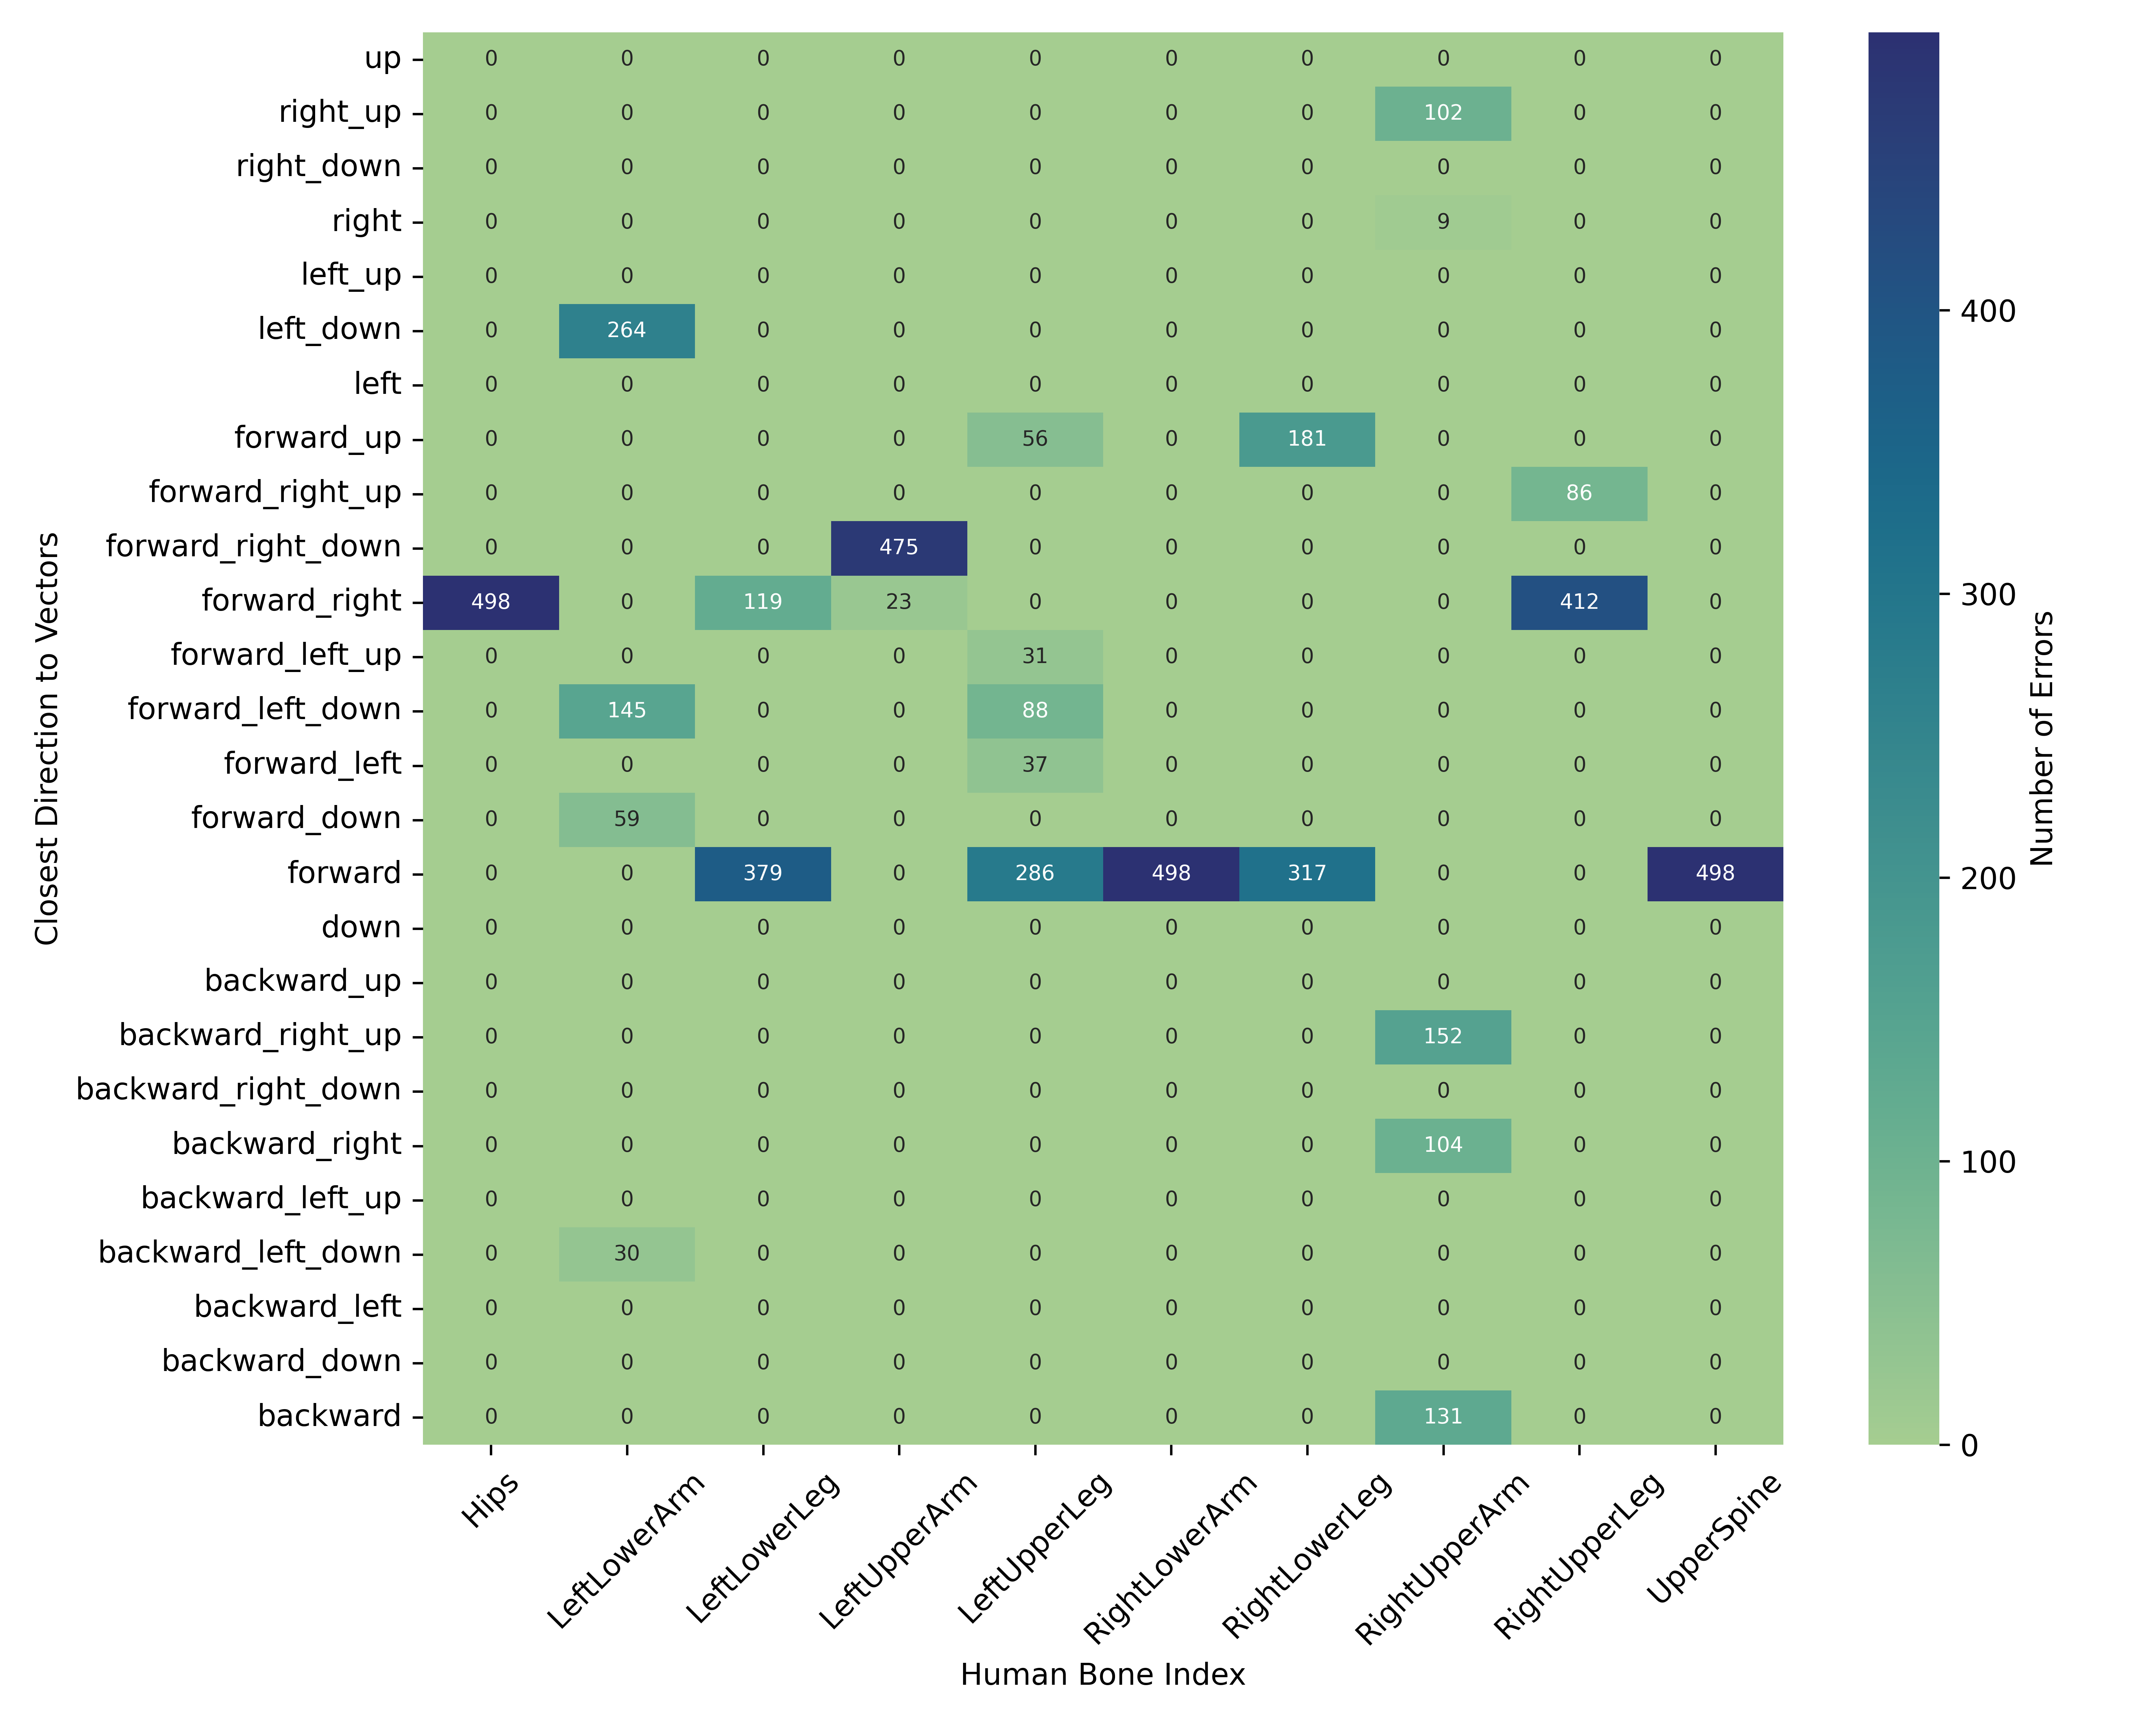 up 0 0 0 0 0 0 0 0 0 0
right_up 0 0 0 0 0 0 0 102 0 0
right_down 0 0 0 0 0 0 0 0 0 0
right 0 0 0 0 0 0 0 9 0 0
left_up 0 0 0 0 0 0 0 0 0 0
left_down 0 264 0 0 0 0 0 0 0 0
left 0 0 0 0 0 0 0 0 0 0
forward_up 0 0 0 0 56 0 181 0 0 0
forward_right_up 0 0 0 0 0 0 0 0 86 0
forward_right_down 0 0 0 475 0 0 0 0 0 0
forward_right 498 0 119 23 0 0 0 0 412 0
forward_left_up 0 0 0 0 31 0 0 0 0 0
forward_left_down 0 145 0 0 88 0 0 0 0 0
forward_left 0 0 0 0 37 0 0 0 0 0
forward_down 0 59 0 0 0 0 0 0 0 0
forward 0 0 379 0 286 498 317 0 0 498
down 0 0 0 0 0 0 0 0 0 0
backward_up 0 0 0 0 0 0 0 0 0 0
backward_right_up 0 0 0 0 0 0 0 152 0 0
backward_right_down 0 0 0 0 0 0 0 0 0 0
backward_right 0 0 0 0 0 0 0 104 0 0
backward_left_up 0 0 0 0 0 0 0 0 0 0
backward_left_down 0 30 0 0 0 0 0 0 0 0
backward_left 0 0 0 0 0 0 0 0 0 0
backward_down 0 0 0 0 0 0 0 0 0 0
backward 0 0 0 0 0 0 0 131 0 0
Closest Direction to Vectors
Hips
LeftLowerArm
LeftLowerLeg
LeftUpperArm
LeftUpperLeg
RightLowerArm
RightLowerLeg
RightUpperArm
RightUpperLeg
UpperSpine
Human Bone Index
400
300
200
100
0
Number of Errors